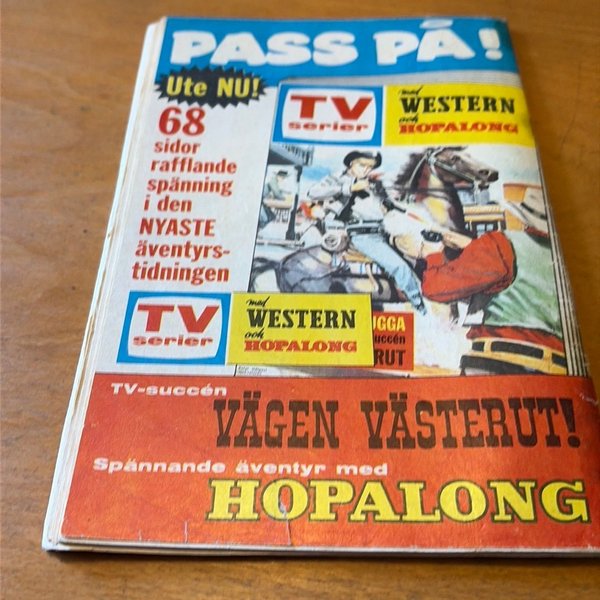 PASS PÅ!
Ute NU!
68
sidor
rafflande
spänning
i den
NYASTE
äventyrs-
tidningen
TV
serier
med
WESTERN
och
HOPALONG
TV
serier
med
WESTERN
och
HOPALONG
UGGA
succén
RUT
TV-succén
VÄGEN VÄSTERUT!
Spännande äventyr med
HOPALONG